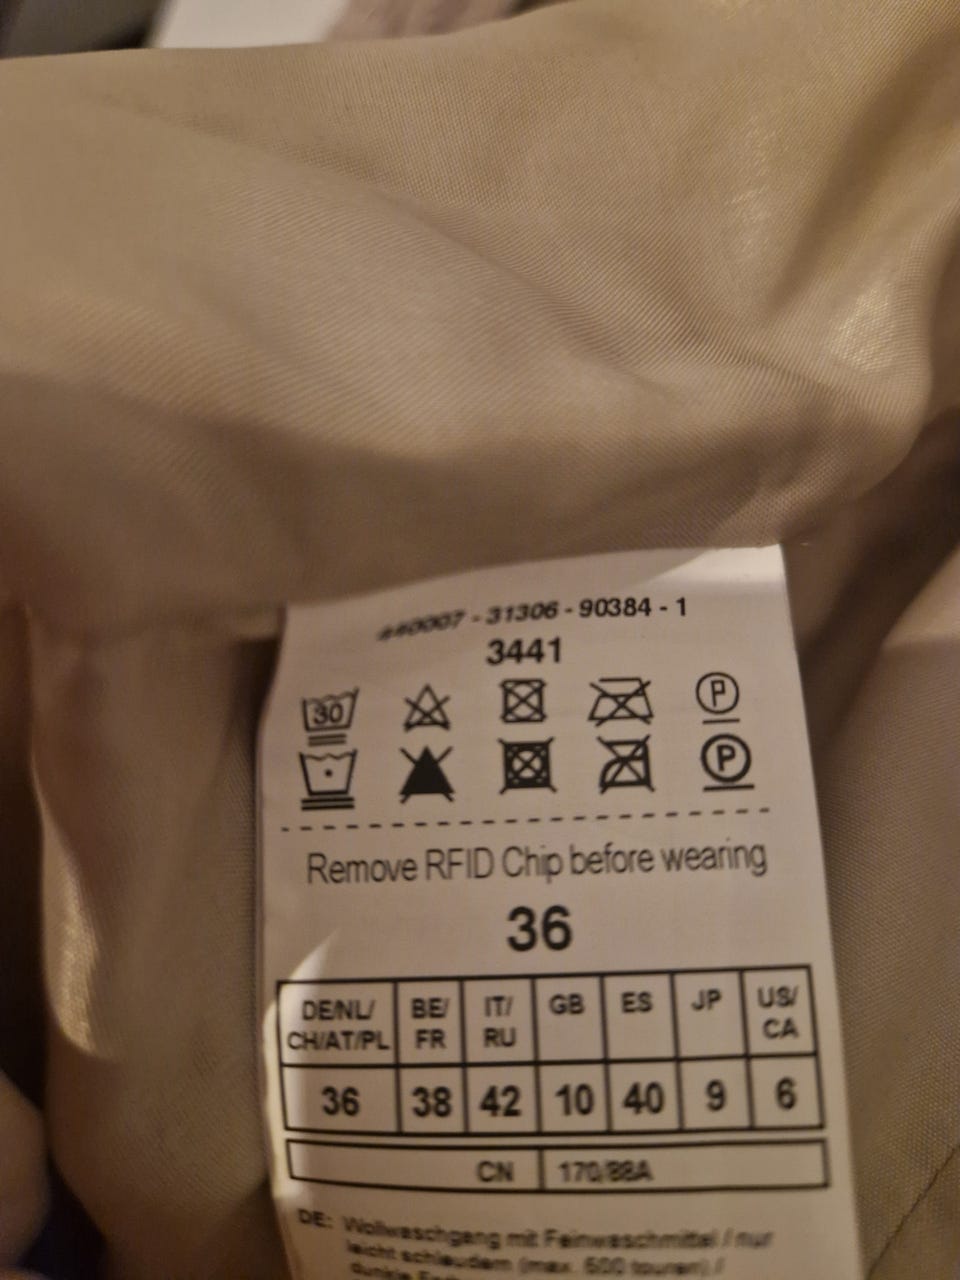 - 31306 - 90384 - 1
3441
30 P
P
Remove RFID Chip before wearing
36
DE/NL/ CH/AT/PL BE/ FR IT/ RU GB ES JP US/ CA
36 38 42 10 40 9 6
CN 170/88A
DE: Wollwaschgang mit Feinwaschmittel / nur
leicht schleudern (max. 600 touren) /
dunkle